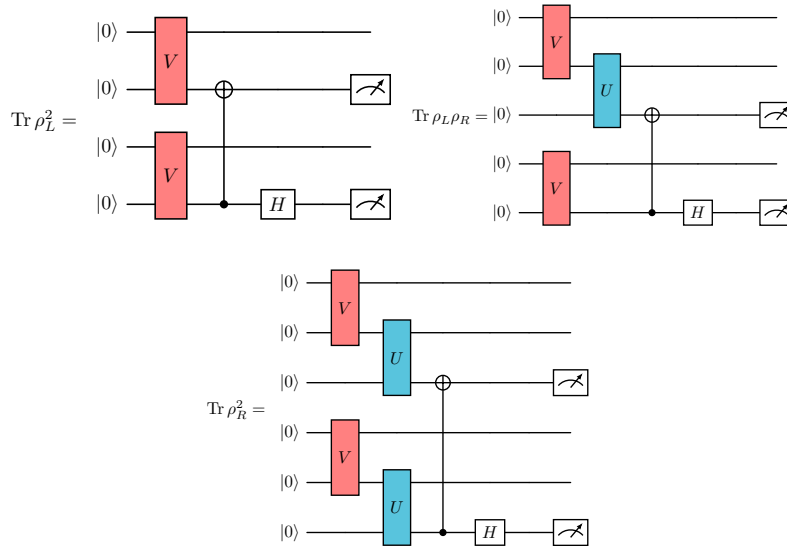 |0⟩
V
|0⟩
Tr ρ_L^2 =
|0⟩
V
|0⟩
H
|0⟩
V
|0⟩
U
Tr ρ_L ρ_R = |0⟩
|0⟩
V
|0⟩
H
|0⟩
V
|0⟩
U
|0⟩
Tr ρ_R^2 =
|0⟩
V
|0⟩
U
|0⟩
H